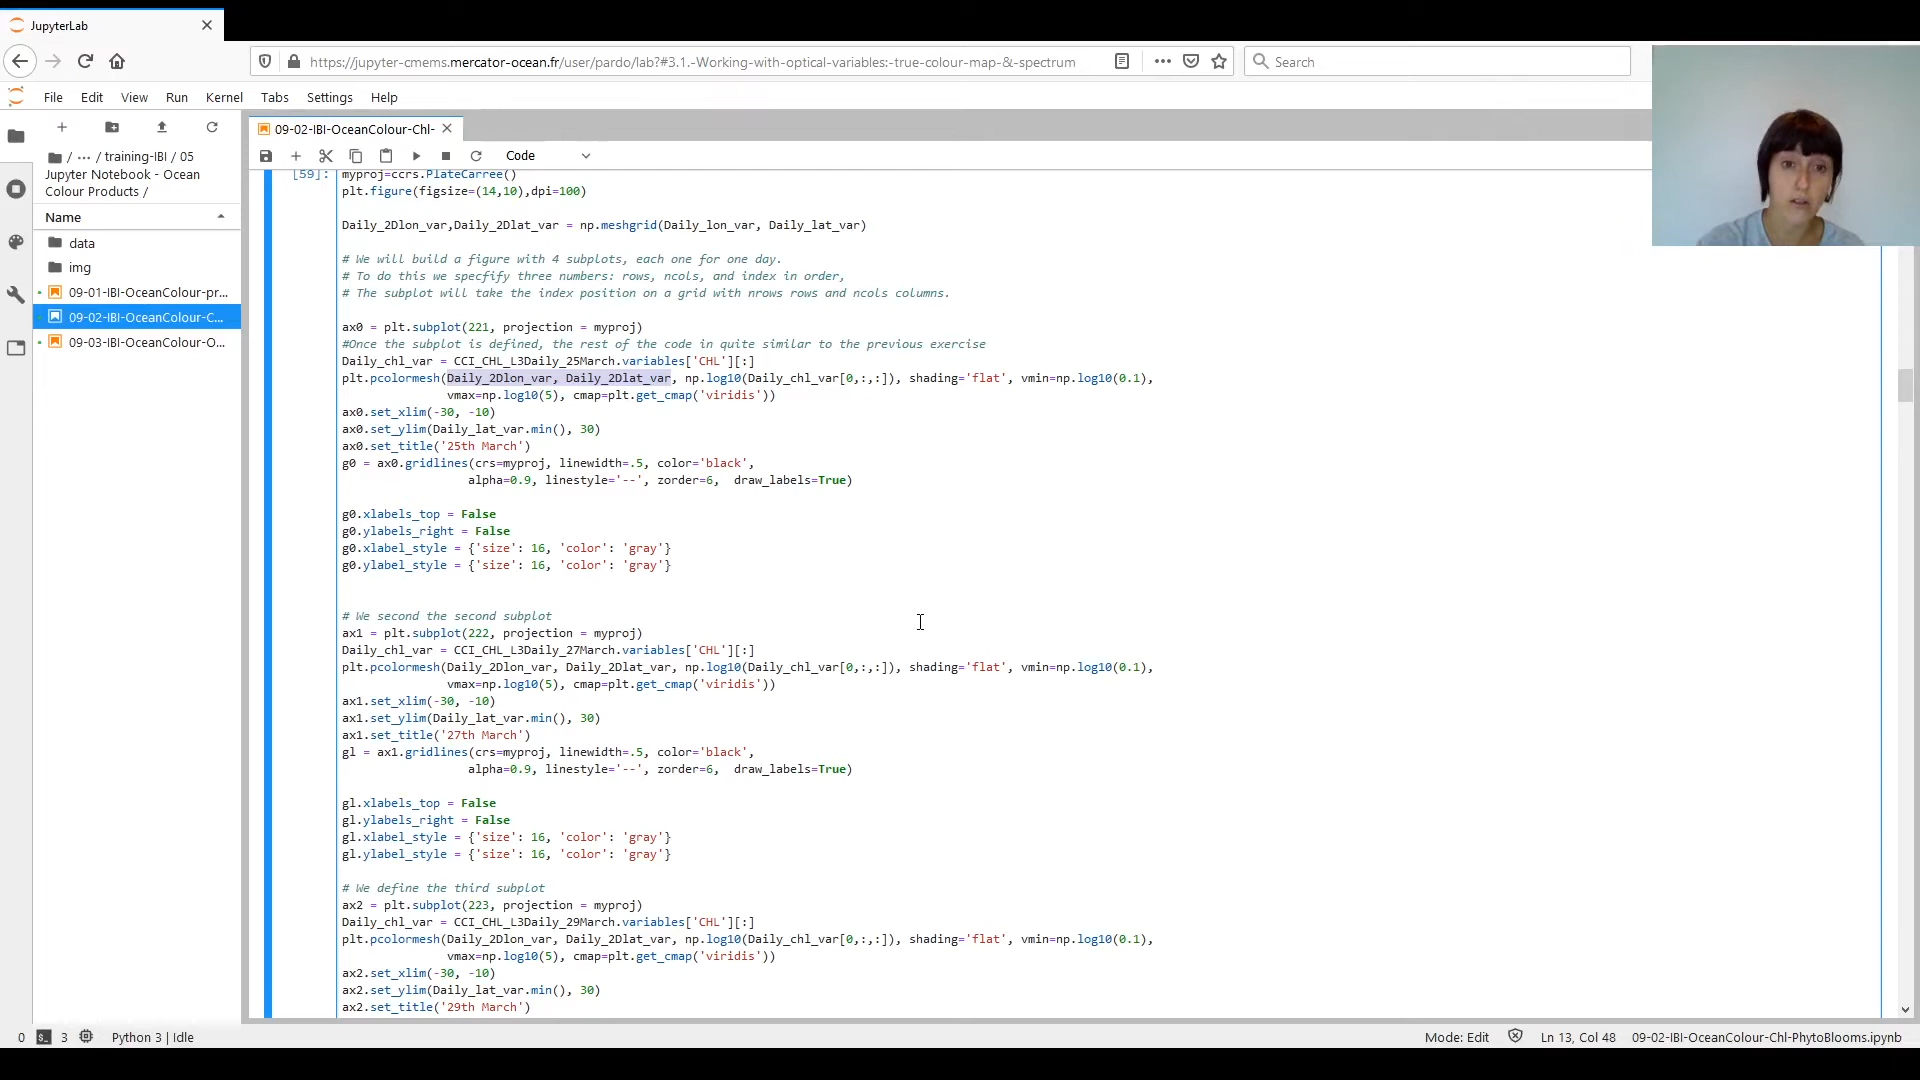 JupyterLab
https://jupyter-cmems.mercator-ocean.fr/user/pardo/lab?#3.1.-Working-with-optical-variables:-true-colour-map-&-spectrum
Search
File Edit View Run Kernel Tabs Settings Help
/ ··· / training-IBI / 05
Jupyter Notebook - Ocean
Colour Products /
Name
data
img
09-01-IBI-OceanColour-pr...
09-02-IBI-OceanColour-C...
09-03-IBI-OceanColour-O...
09-02-IBI-OceanColour-Chl-
Code
[59]: myproj=ccrs.PlateCarree()
plt.figure(figsize=(14,10),dpi=100)
Daily_2Dlon_var,Daily_2Dlat_var = np.meshgrid(Daily_lon_var, Daily_lat_var)
# We will build a figure with 4 subplots, each one for one day.
# To do this we specfify three numbers: rows, ncols, and index in order,
# The subplot will take the index position on a grid with nrows rows and ncols columns.
ax0 = plt.subplot(221, projection = myproj)
#Once the subplot is defined, the rest of the code in quite similar to the previous exercise
Daily_chl_var = CCI_CHL_L3Daily_25March.variables['CHL'][:]
plt.pcolormesh(Daily_2Dlon_var, Daily_2Dlat_var, np.log10(Daily_chl_var[0,:,:]), shading='flat', vmin=np.log10(0.1),
vmax=np.log10(5), cmap=plt.get_cmap('viridis'))
ax0.set_xlim(-30, -10)
ax0.set_ylim(Daily_lat_var.min(), 30)
ax0.set_title('25th March')
g0 = ax0.gridlines(crs=myproj, linewidth=.5, color='black',
alpha=0.9, linestyle='--', zorder=6,  draw_labels=True)
g0.xlabels_top = False
g0.ylabels_right = False
g0.xlabel_style = {'size': 16, 'color': 'gray'}
g0.ylabel_style = {'size': 16, 'color': 'gray'}
# We second the second subplot
ax1 = plt.subplot(222, projection = myproj)
Daily_chl_var = CCI_CHL_L3Daily_27March.variables['CHL'][:]
plt.pcolormesh(Daily_2Dlon_var, Daily_2Dlat_var, np.log10(Daily_chl_var[0,:,:]), shading='flat', vmin=np.log10(0.1),
vmax=np.log10(5), cmap=plt.get_cmap('viridis'))
ax1.set_xlim(-30, -10)
ax1.set_ylim(Daily_lat_var.min(), 30)
ax1.set_title('27th March')
gl = ax1.gridlines(crs=myproj, linewidth=.5, color='black',
alpha=0.9, linestyle='--', zorder=6,  draw_labels=True)
gl.xlabels_top = False
gl.ylabels_right = False
gl.xlabel_style = {'size': 16, 'color': 'gray'}
gl.ylabel_style = {'size': 16, 'color': 'gray'}
# We define the third subplot
ax2 = plt.subplot(223, projection = myproj)
Daily_chl_var = CCI_CHL_L3Daily_29March.variables['CHL'][:]
plt.pcolormesh(Daily_2Dlon_var, Daily_2Dlat_var, np.log10(Daily_chl_var[0,:,:]), shading='flat', vmin=np.log10(0.1),
vmax=np.log10(5), cmap=plt.get_cmap('viridis'))
ax2.set_xlim(-30, -10)
ax2.set_ylim(Daily_lat_var.min(), 30)
ax2.set_title('29th March')
0 3 Python 3 | Idle Mode: Edit Ln 13, Col 48 09-02-IBI-OceanColour-Chl-PhytoBlooms.ipynb